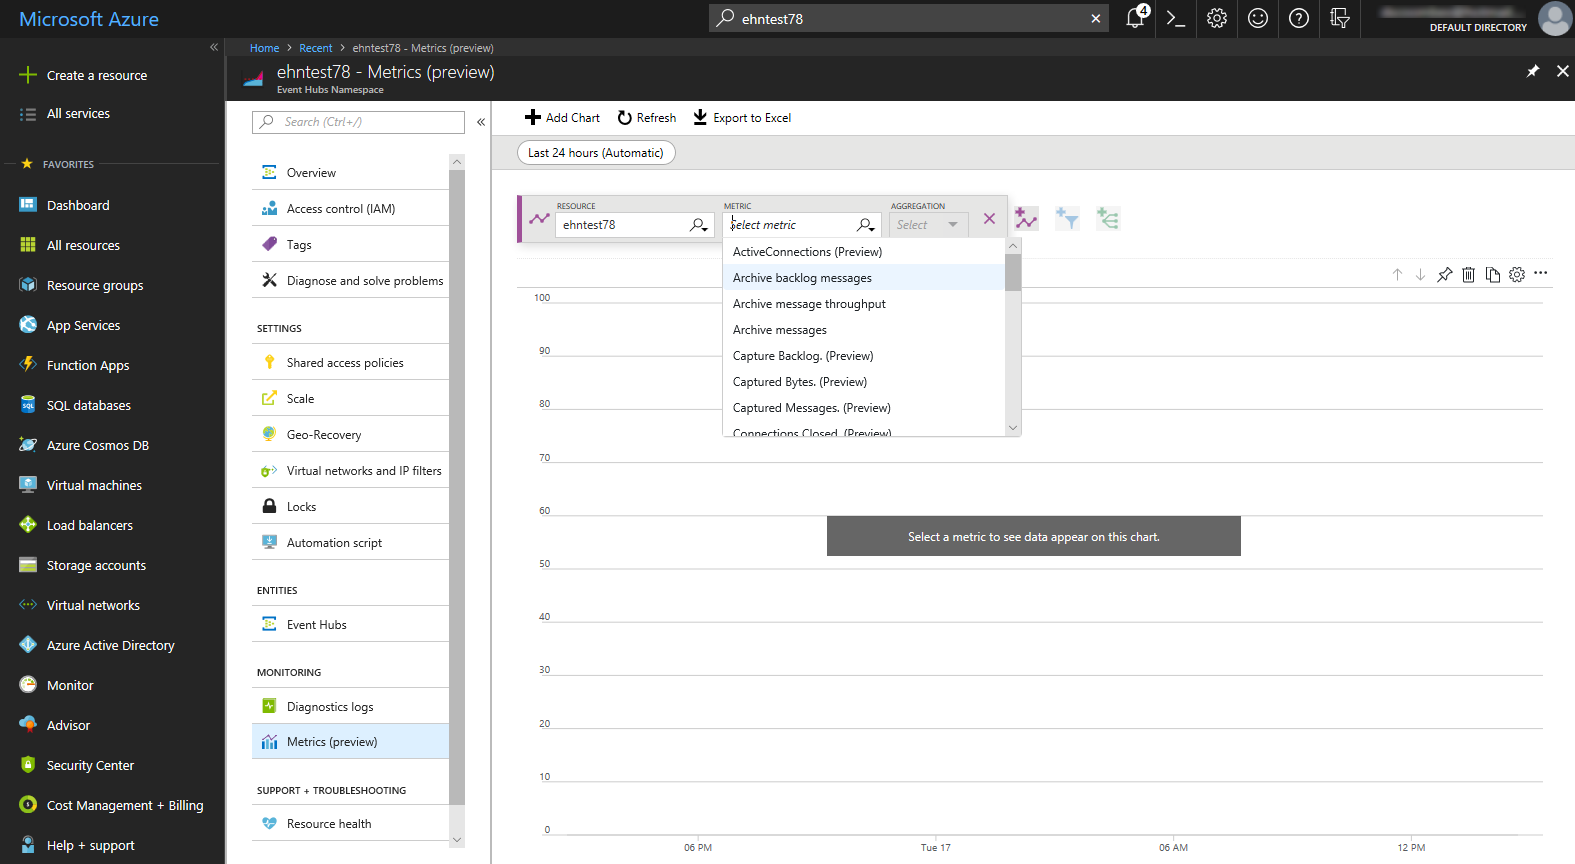 Microsoft Azure
ehntest78
4
DEFAULT DIRECTORY
Home > Recent > ehntest78 - Metrics (preview)
ehntest78 - Metrics (preview)
Event Hubs Namespace
Create a resource
All services
FAVORITES
Dashboard
All resources
Resource groups
App Services
Function Apps
SQL databases
Azure Cosmos DB
Virtual machines
Load balancers
Storage accounts
Virtual networks
Azure Active Directory
Monitor
Advisor
Security Center
Cost Management + Billing
Help + support
Search (Ctrl+/)
Overview
Access control (IAM)
Tags
Diagnose and solve problems
SETTINGS
Shared access policies
Scale
Geo-Recovery
Virtual networks and IP filters
Locks
Automation script
ENTITIES
Event Hubs
MONITORING
Diagnostics logs
Metrics (preview)
SUPPORT + TROUBLESHOOTING
Resource health
Add Chart Refresh Export to Excel
Last 24 hours (Automatic)
RESOURCE METRIC AGGREGATION
ehntest78 Select metric Select
ActiveConnections (Preview)
Archive backlog messages
Archive message throughput
Archive messages
Capture Backlog. (Preview)
Captured Bytes. (Preview)
Captured Messages. (Preview)
Connections Closed. (Preview)
100
90
80
70
60
Select a metric to see data appear on this chart.
50
40
30
20
10
0
06 PM Tue 17 06 AM 12 PM